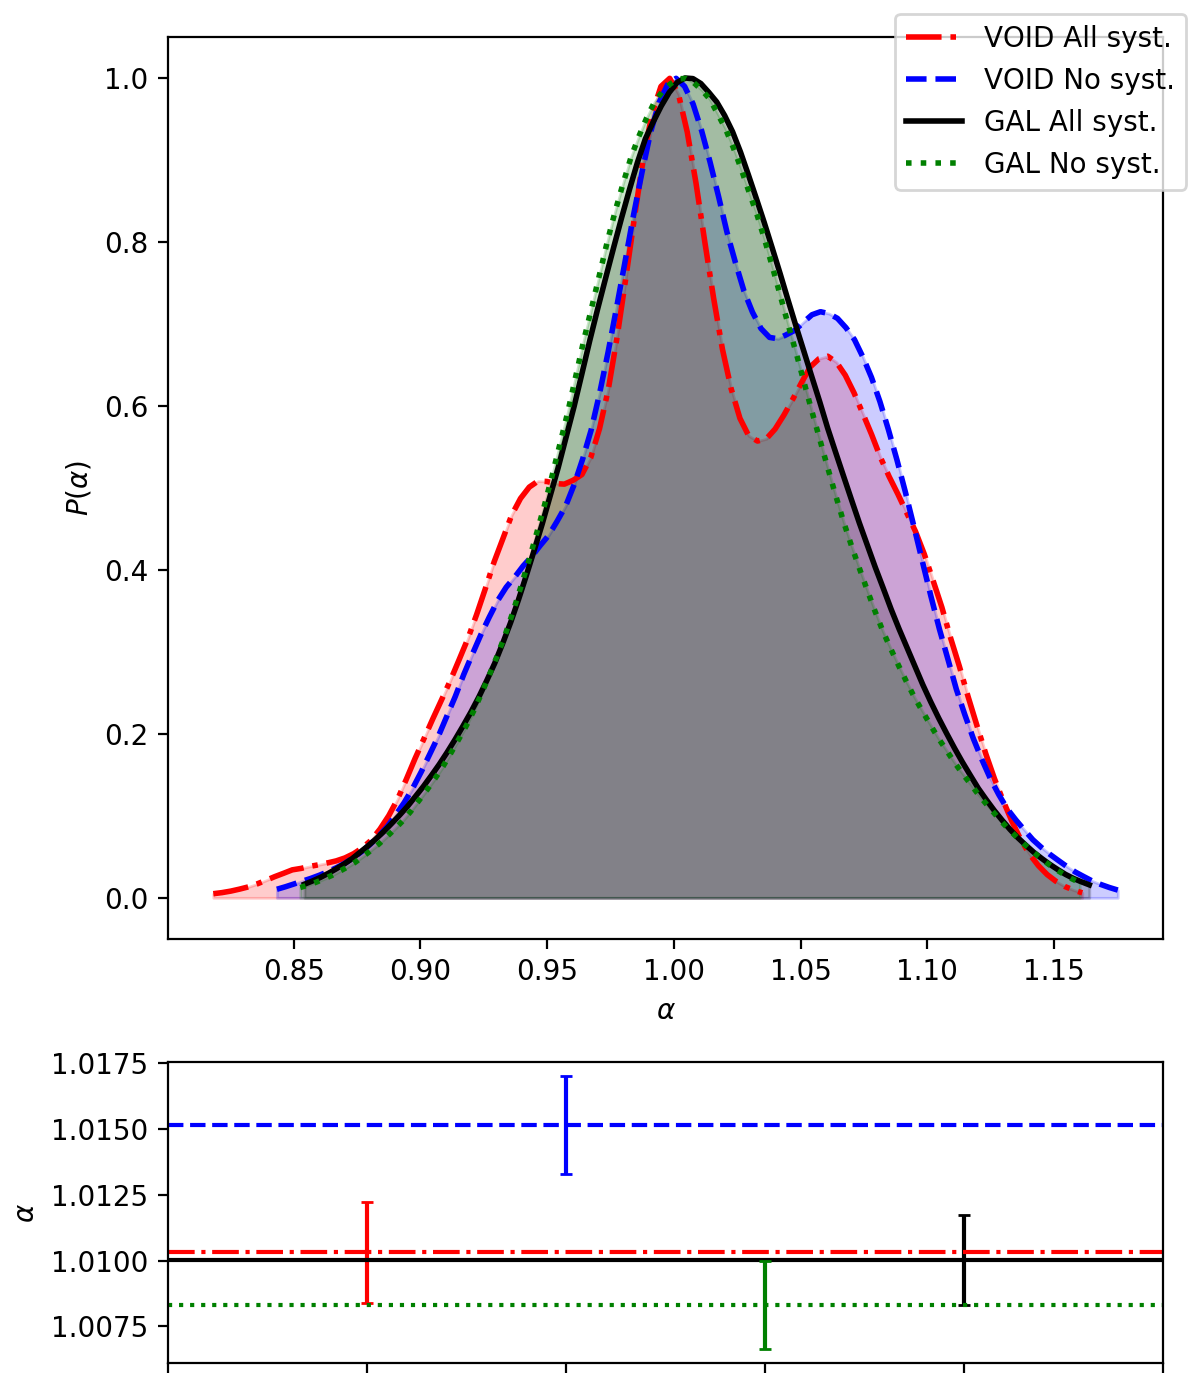 VOID All syst.
VOID No syst.
GAL All syst.
GAL No syst.
1.0
0.8
0.6
0.4
0.2
0.0
P(α)
0.85 0.90 0.95 1.00 1.05 1.10 1.15
α
1.0175
1.0150
1.0125
1.0100
1.0075
α